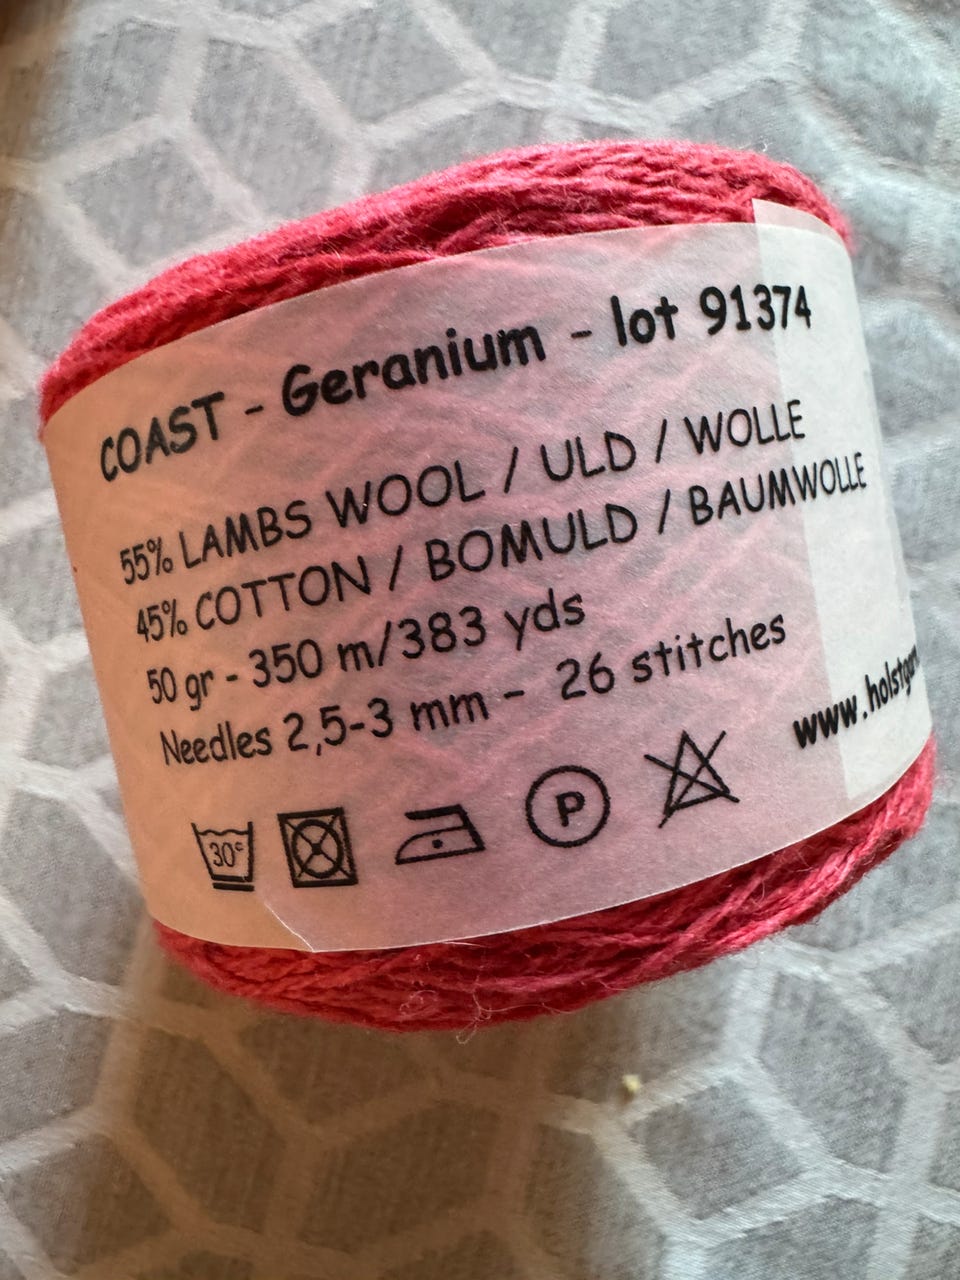 COAST - Geranium - lot 91374
55% LAMBS WOOL / ULD / WOLLE
45% COTTON / BOMULD / BAUMWOLLE
50 gr - 350 m/383 yds
Needles 2,5-3 mm - 26 stitches
www.holstgarn
30°
P